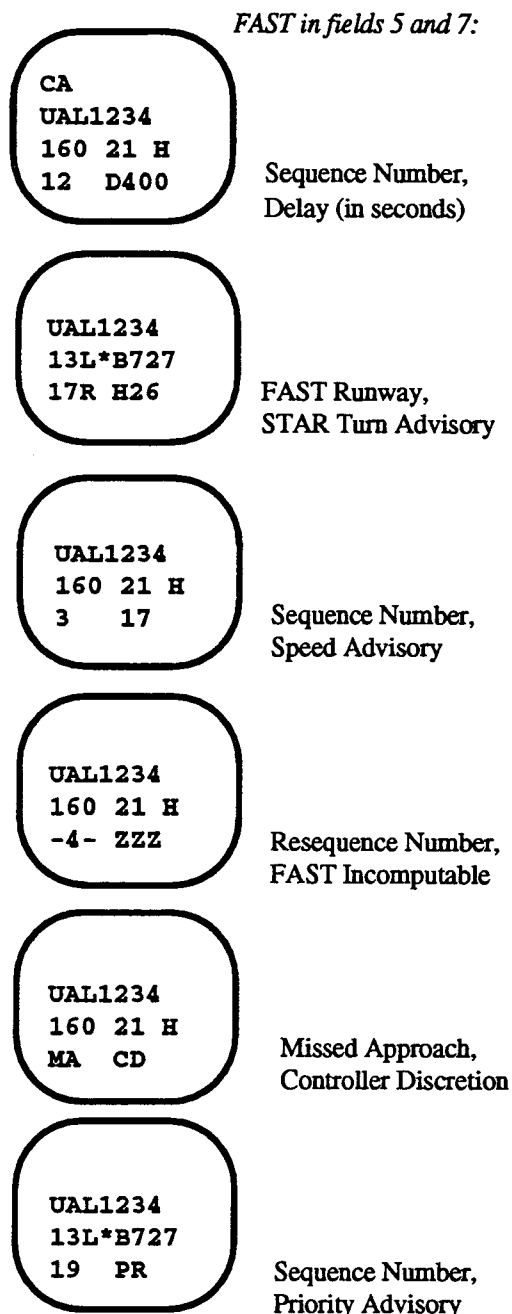 FAST in fields 5 and 7:
CA
UAL1234
160 21 H
12 D400
Sequence Number,
Delay (in seconds)
UAL1234
13L*B727
17R H26
FAST Runway,
STAR Turn Advisory
UAL1234
160 21 H
3 17
Sequence Number,
Speed Advisory
UAL1234
160 21 H
-4- ZZZ
Resequence Number,
FAST Incomputable
UAL1234
160 21 H
MA CD
Missed Approach,
Controller Discretion
UAL1234
13L*B727
19 PR
Sequence Number,
Priority Advisory